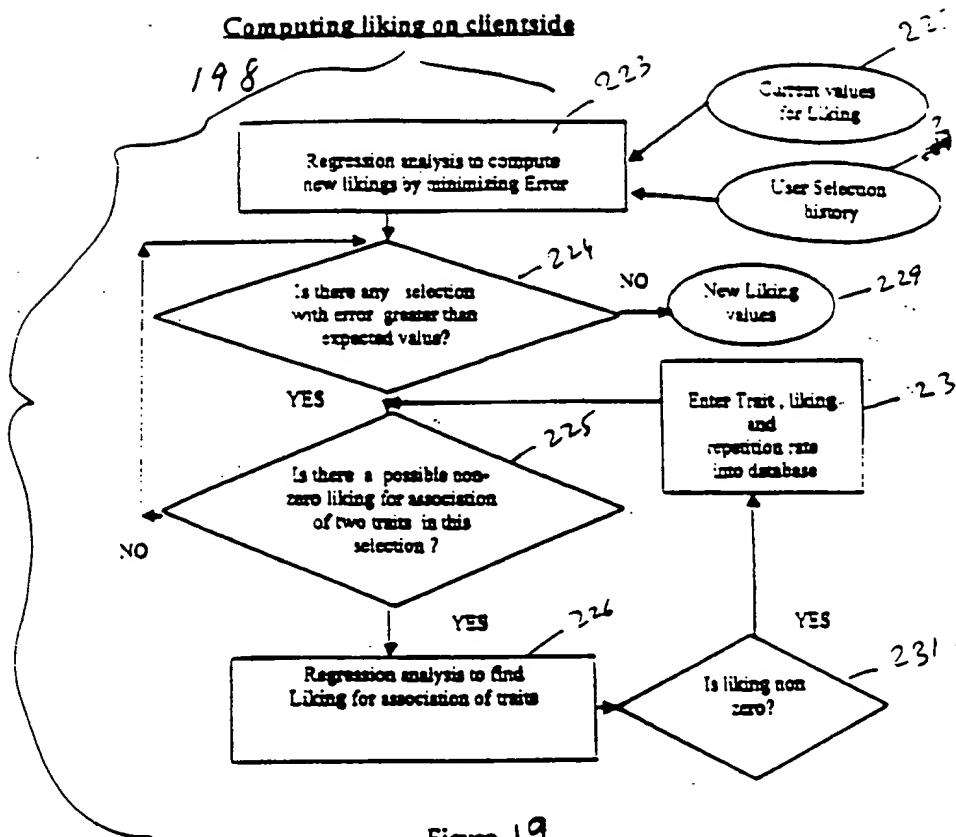 Computing liking on clientside
198
223
Current values
for Liking
Regression analysis to compute
new likings by minimizing Error
User Selection
history
224
Is there any selection
with error greater than
expected value?
NO
New Liking
values
229
YES
Enter Trait, liking
and
repetition rate
into database
23
225
Is there a possible non-
zero liking for association
of two traits in this
selection ?
NO
YES
226
YES
Regression analysis to find
Liking for association of traits
Is liking non
zero?
231
Figure 19